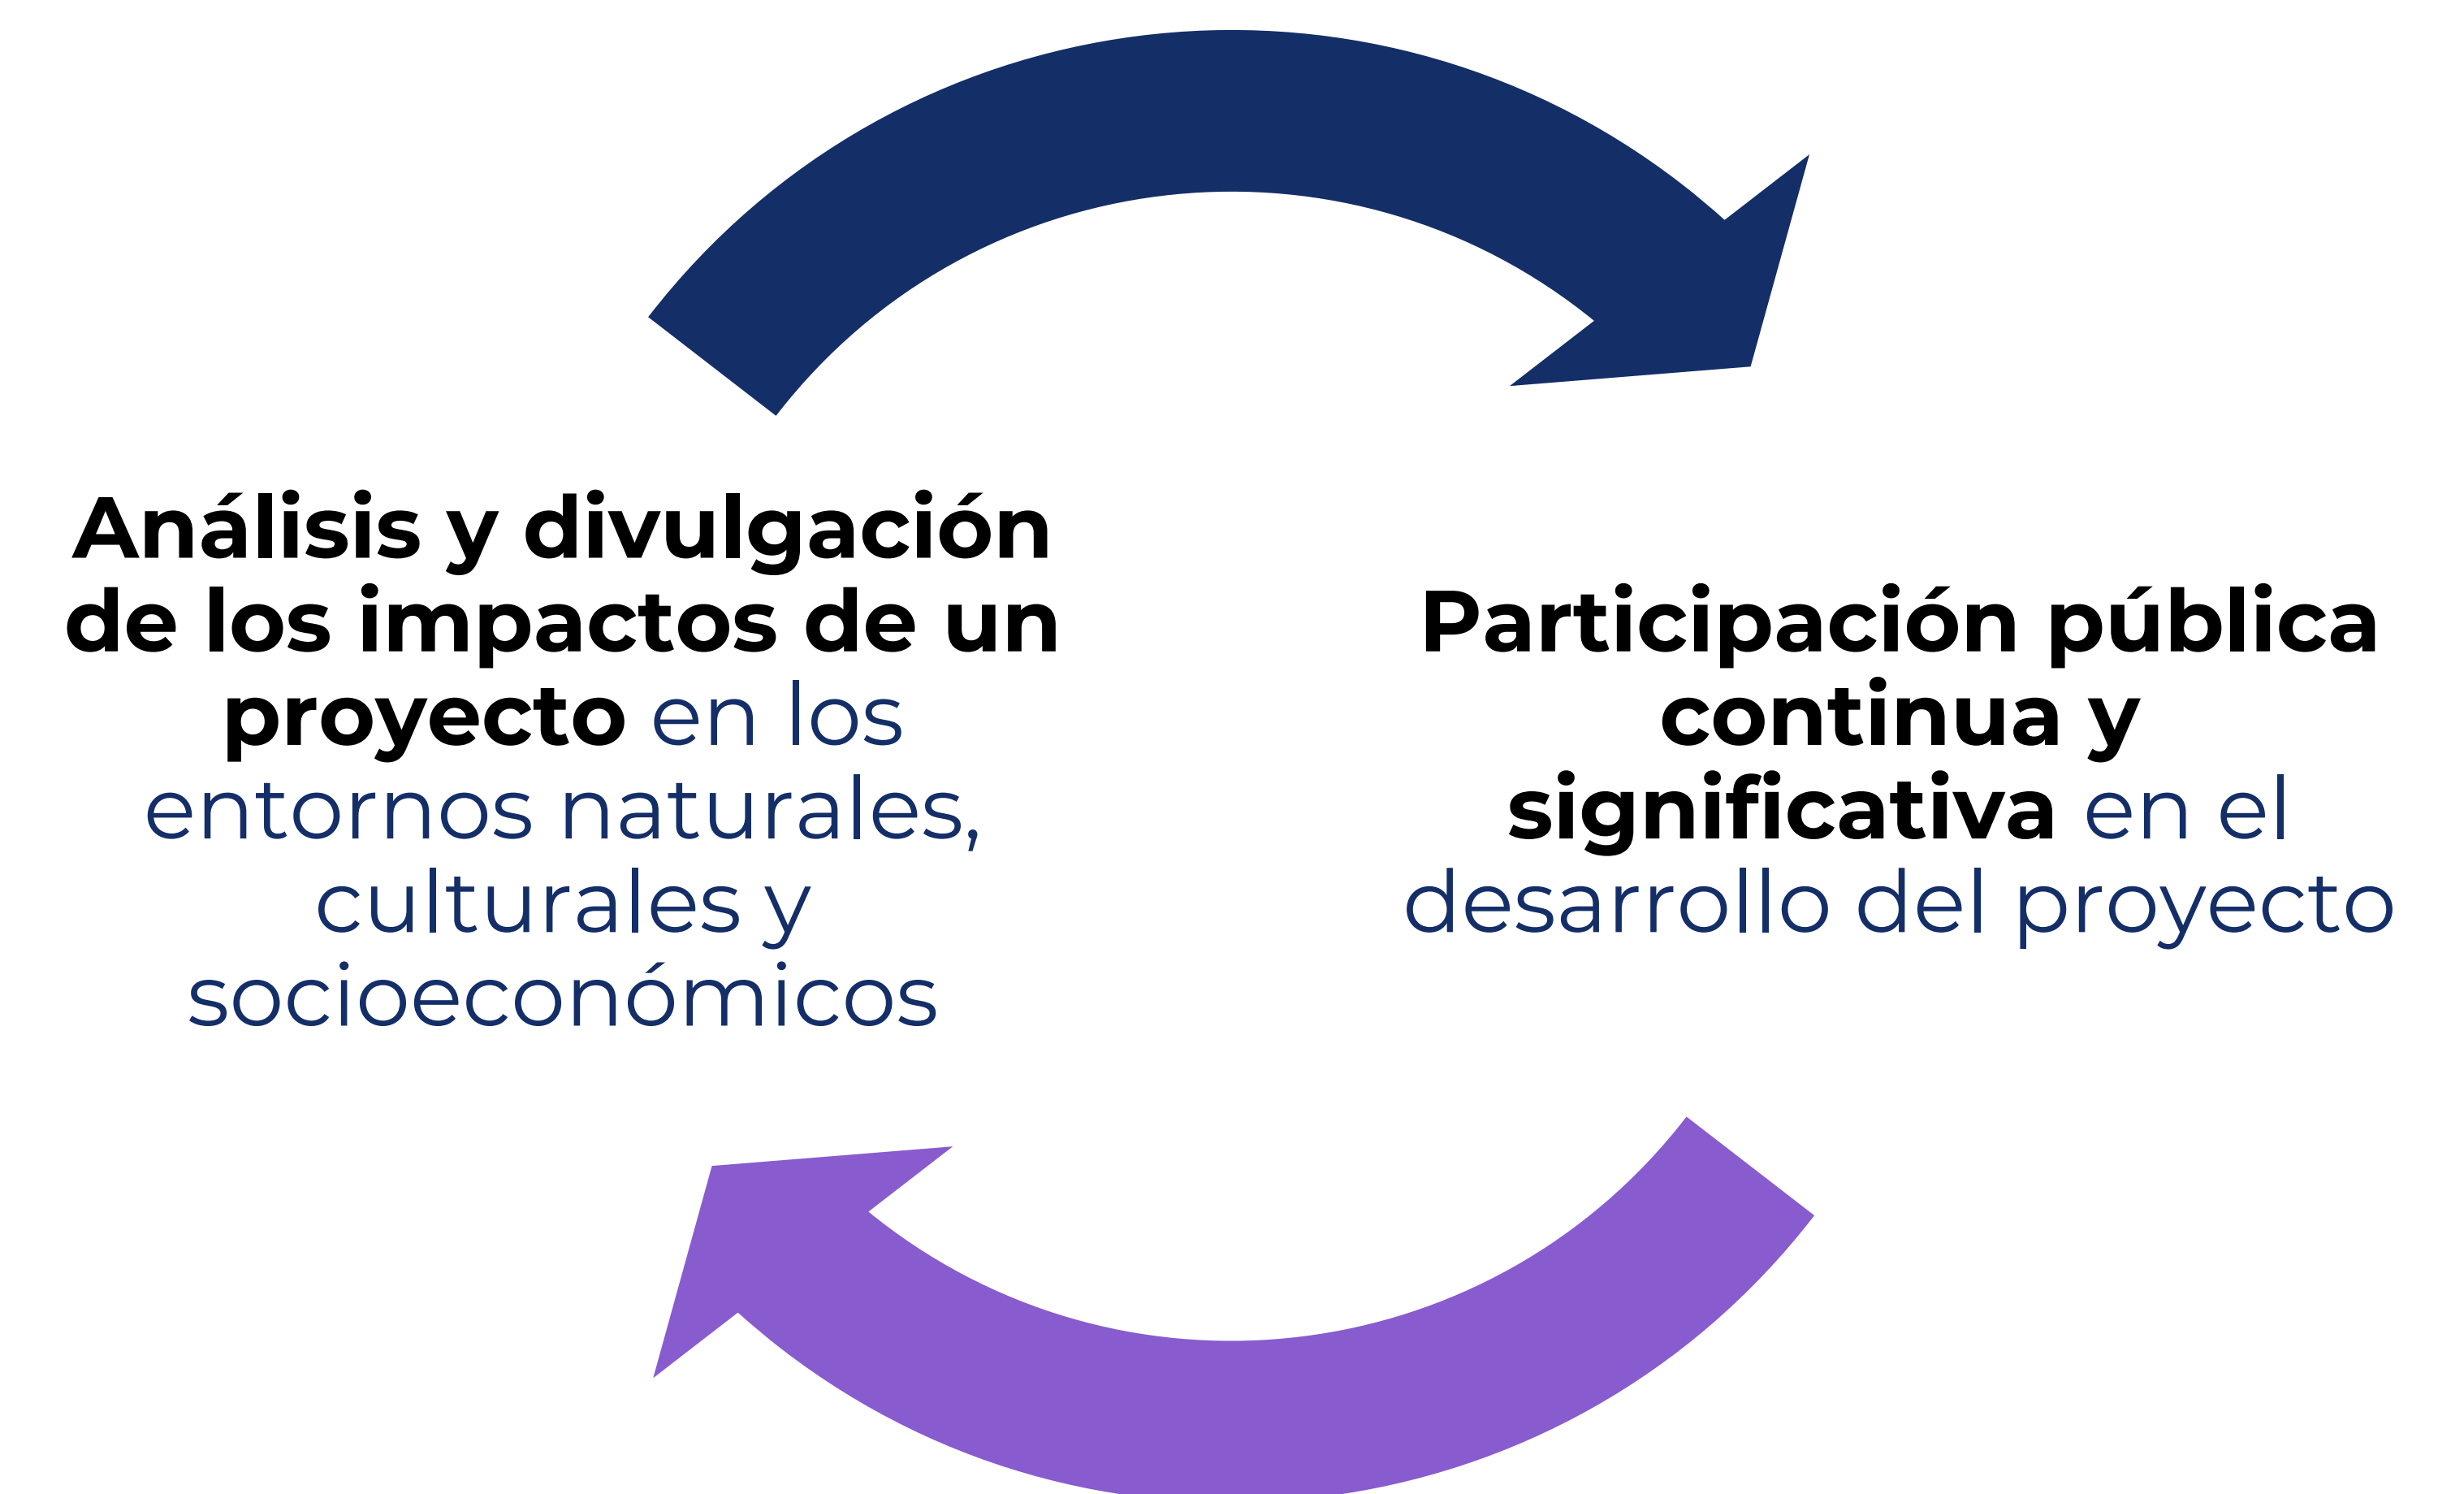 Análisis y divulgación
de los impactos de un
proyecto en los
entornos naturales,
culturales y
socioeconómicos
Participación pública
continua y
significativa en el
desarrollo del proyecto